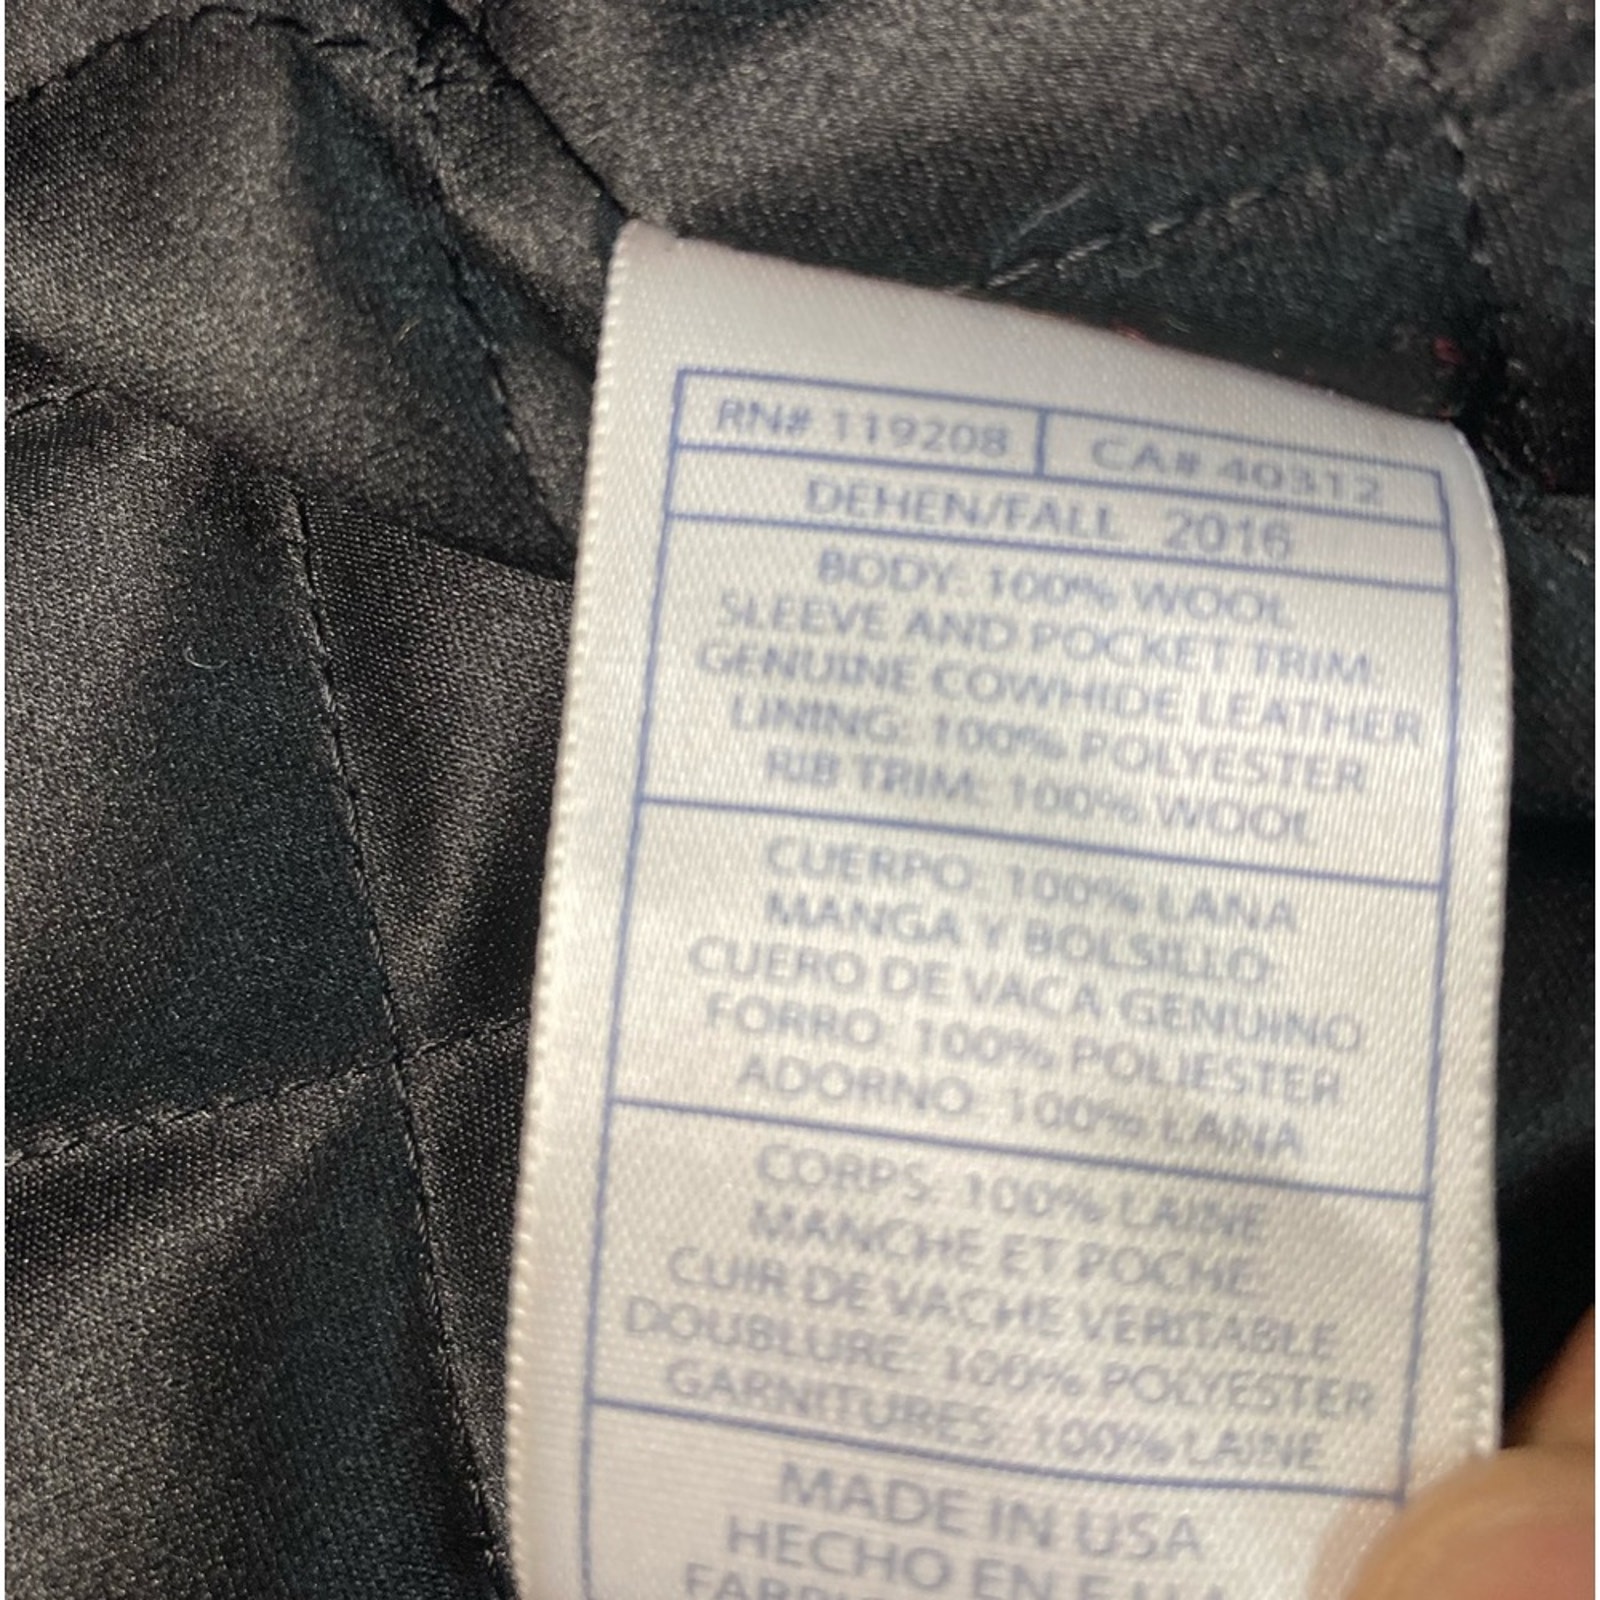 RN# 119208 CA# 40312
DEHEN/FALL 2016
BODY: 100% WOOL
SLEEVE AND POCKET TRIM:
GENUINE COWHIDE LEATHER
LINING: 100% POLYESTER
RIB TRIM: 100% WOOL
CUERPO: 100% LANA
MANGA Y BOLSILLO:
CUERO DE VACA GENUINO
FORRO: 100% POLIESTER
ADORNO: 100% LANA
CORPS: 100% LAINE
MANCHE ET POCHE:
CUIR DE VACHE VERITABLE
DOUBLURE: 100% POLYESTER
GARNITURES: 100% LAINE
MADE IN USA
HECHO EN E.U.